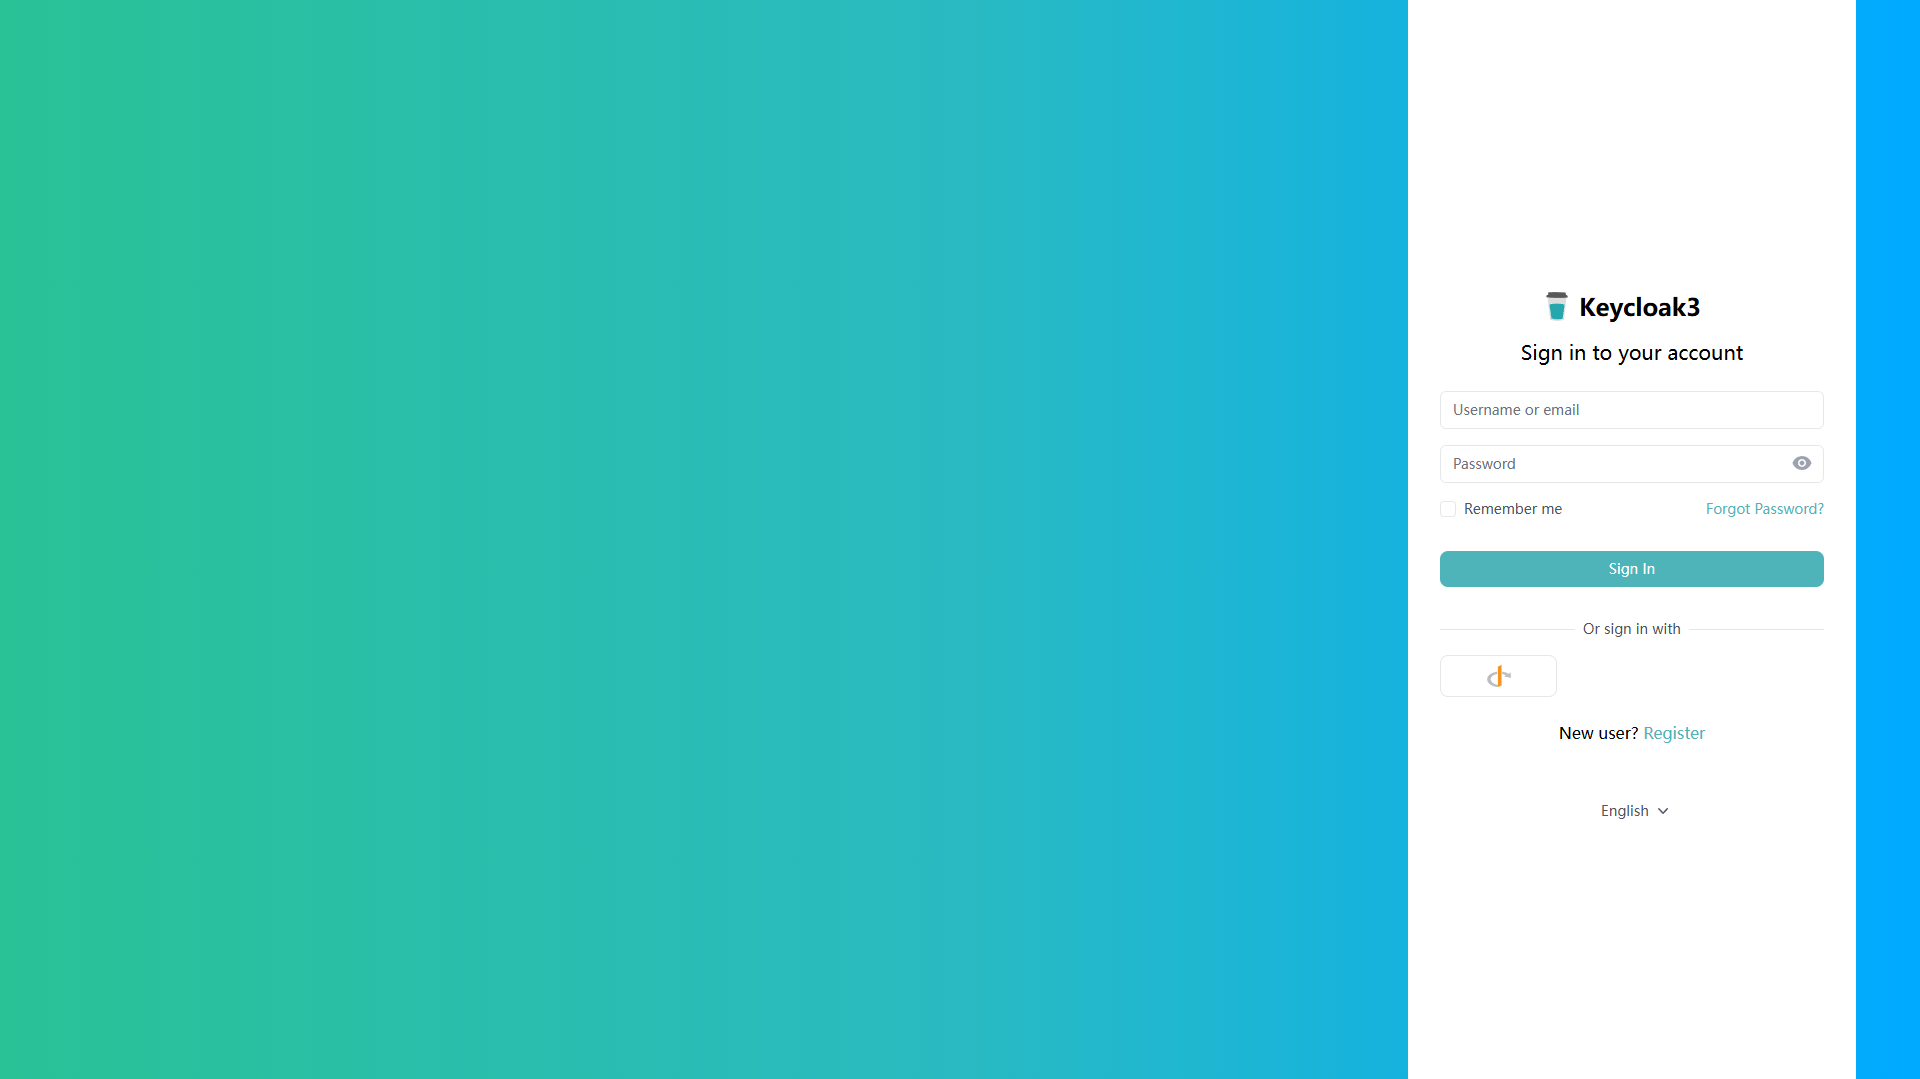 Keycloak3
Sign in to your account
Username or email
Password
Remember me
Forgot Password?
Sign In
Or sign in with
New user? Register
English